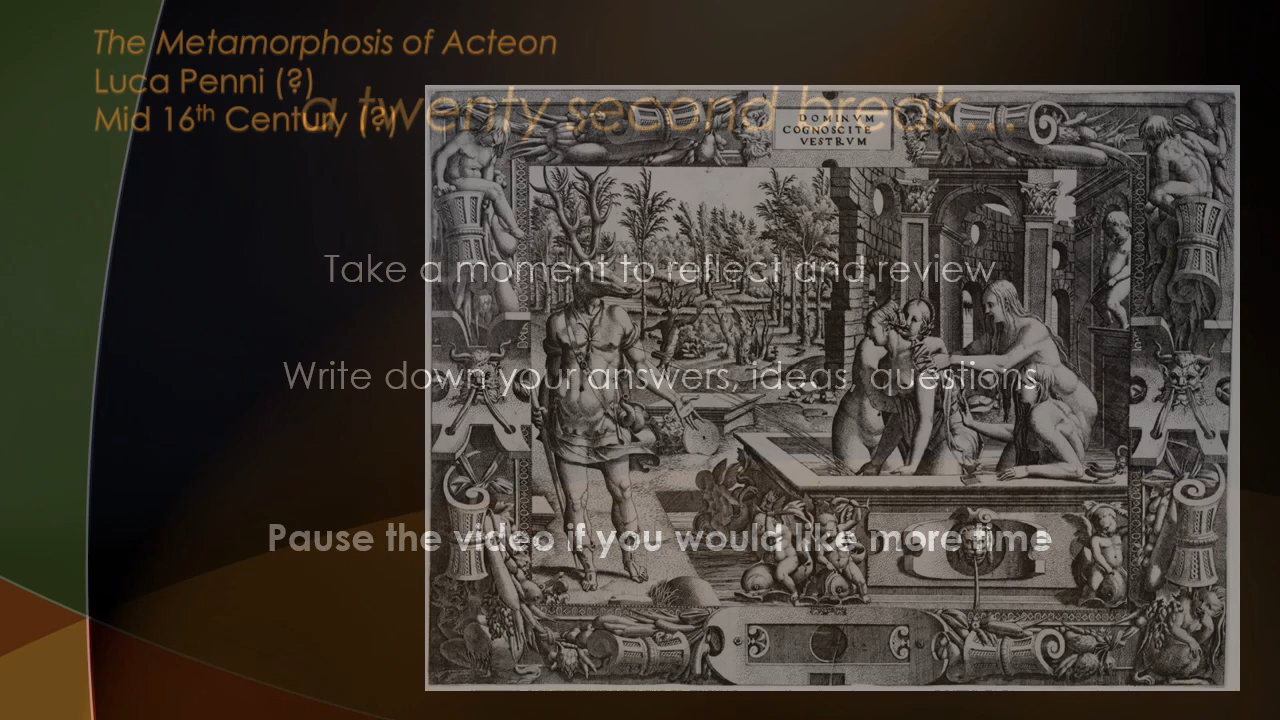 The Metamorphosis of Acteon
Luca Penni (?)
Mid 16th Century (?)
a twenty second break...
DOMINVM
COGNOSCITE
VESTRVM
Take a moment to reflect and review
Write down your answers, ideas, questions
Pause the video if you would like more time